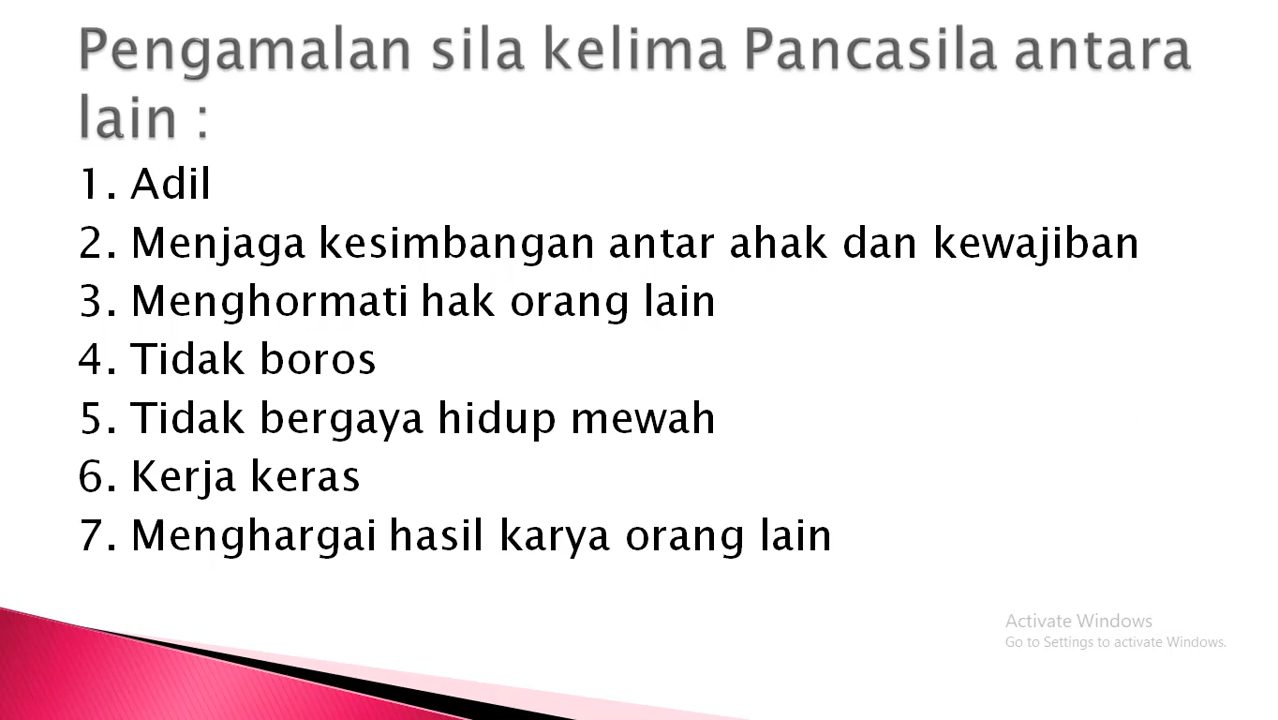 Pengamalan sila kelima Pancasila antara
lain :
1. Adil
2. Menjaga kesimbangan antar ahak dan kewajiban
3. Menghormati hak orang lain
4. Tidak boros
5. Tidak bergaya hidup mewah
6. Kerja keras
7. Menghargai hasil karya orang lain
Activate Windows
Go to Settings to activate Windows.